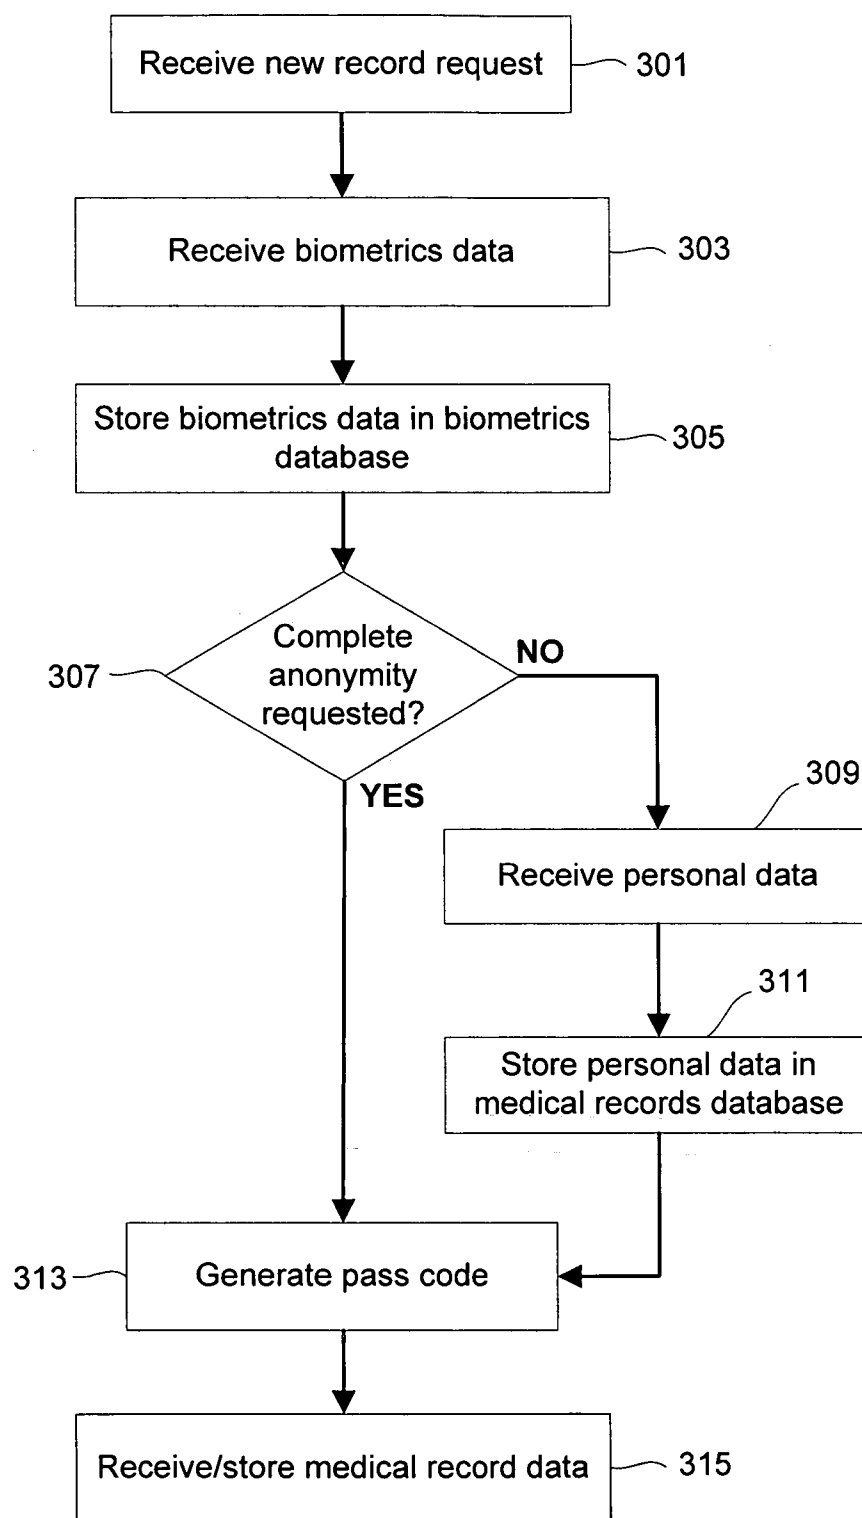 Receive new record request
301
Receive biometrics data
303
Store biometrics data in biometrics
database
305
Complete
anonymity
requested?
307
NO
YES
309
Receive personal data
311
Store personal data in
medical records database
313
Generate pass code
Receive/store medical record data
315